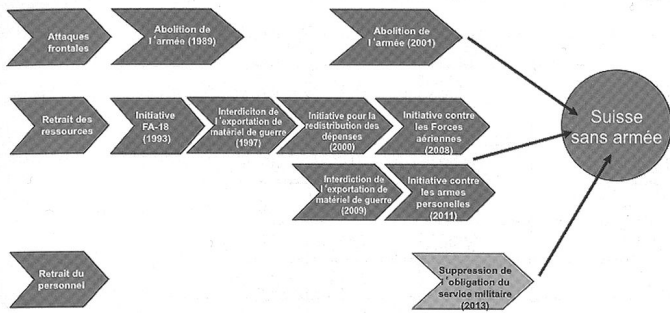 Attaques
frontales
Abolition de
l'armée (1989)
Abolition de
l'armée (2001)
Retrait des
ressources
Initiative
FA-18
(1993)
Interdiciton de
l'exportation de
matériel de guerre
(1997)
Initiative pour la
redistribution des
dépenses
(2000)
Initiative contre
les Forces
aériennes
(2008)
Suisse
sans armée
Interdiction de
l'exportation de
matériel de guerre
(2009)
Initiative contre
les armes
personelles
(2011)
Retrait du
personnel
Suppression de
l'obligation du
service militaire
(2013)